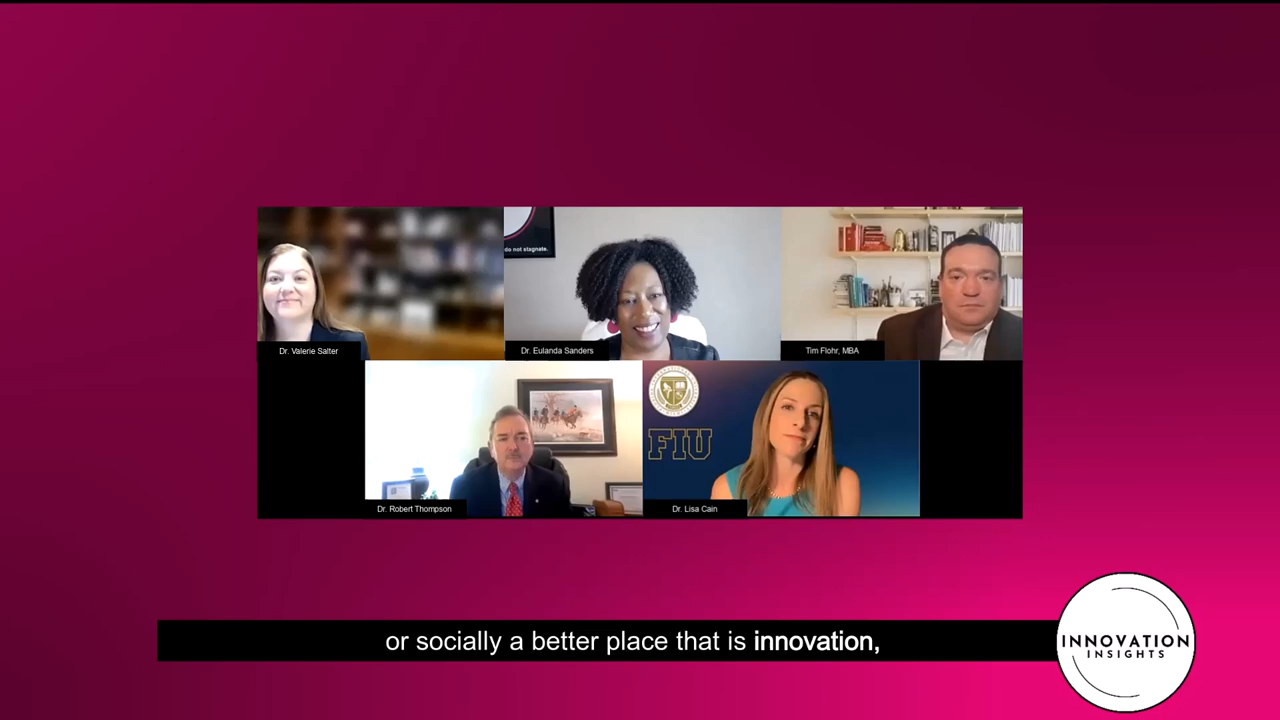 do not stagnate.
Dr. Valerie Salter
Dr. Eulanda Sanders
Tim Flohr, MBA
FIU
Dr. Robert Thompson
Dr. Lisa Cain
or socially a better place that is innovation,
INNOVATION
INSIGHTS